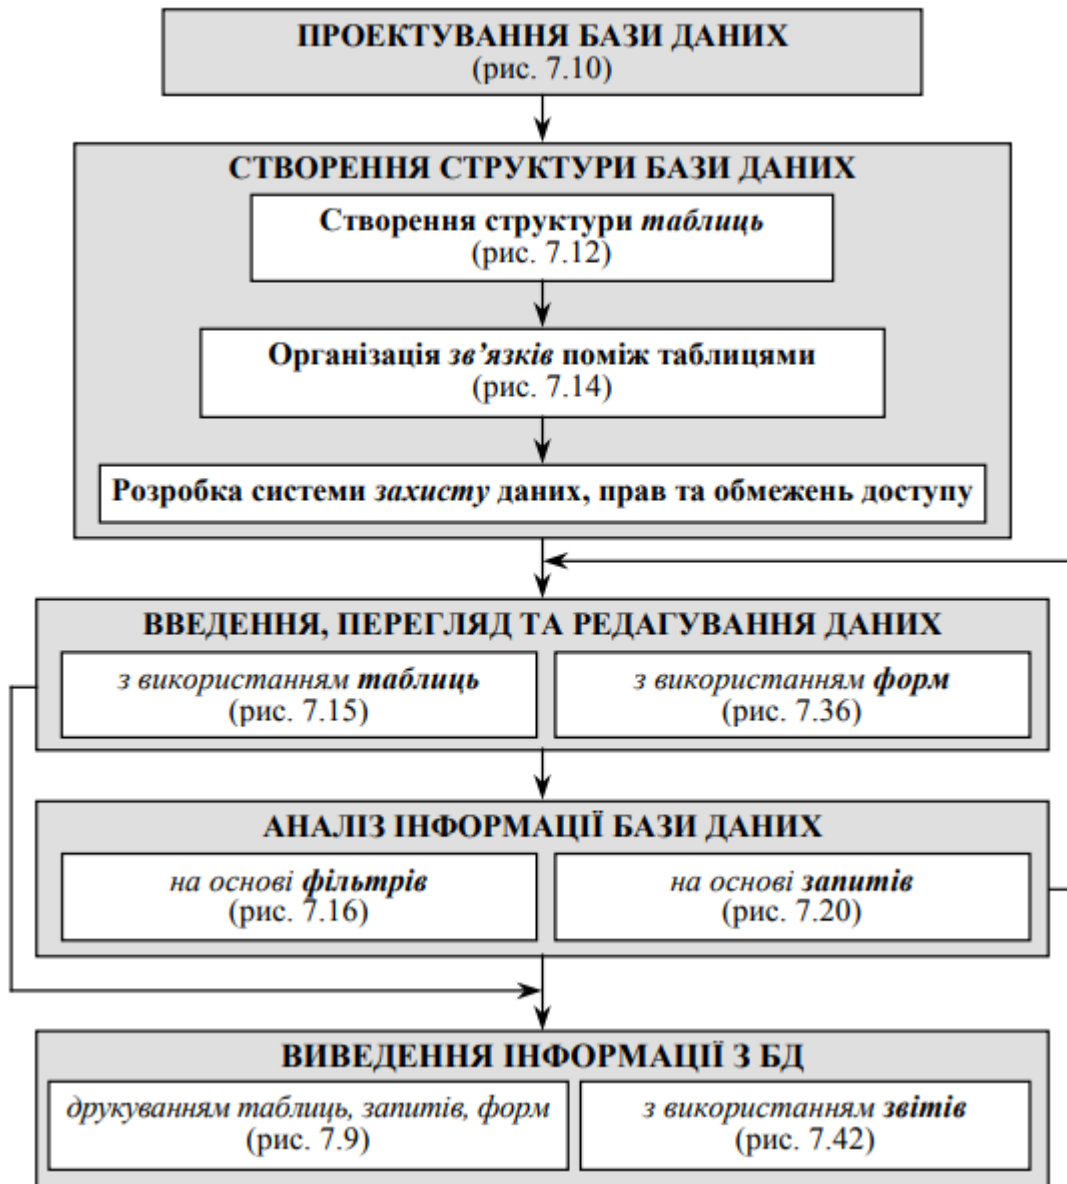 ПРОЕКТУВАННЯ БАЗИ ДАНИХ
(рис. 7.10)
СТВОРЕННЯ СТРУКТУРИ БАЗИ ДАНИХ
Створення структури таблиць
(рис. 7.12)
Організація зв’язків поміж таблицями
(рис. 7.14)
Розробка системи захисту даних, прав та обмежень доступу
ВВЕДЕННЯ, ПЕРЕГЛЯД ТА РЕДАГУВАННЯ ДАНИХ
з використанням таблиць
(рис. 7.15)
з використанням форм
(рис. 7.36)
АНАЛІЗ ІНФОРМАЦІЇ БАЗИ ДАНИХ
на основі фільтрів
(рис. 7.16)
на основі запитів
(рис. 7.20)
ВИВЕДЕННЯ ІНФОРМАЦІЇ З БД
друкуванням таблиць, запитів, форм
(рис. 7.9)
з використанням звітів
(рис. 7.42)